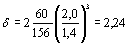 δ = 2 60/156 (2,0/1,4)² = 2,24